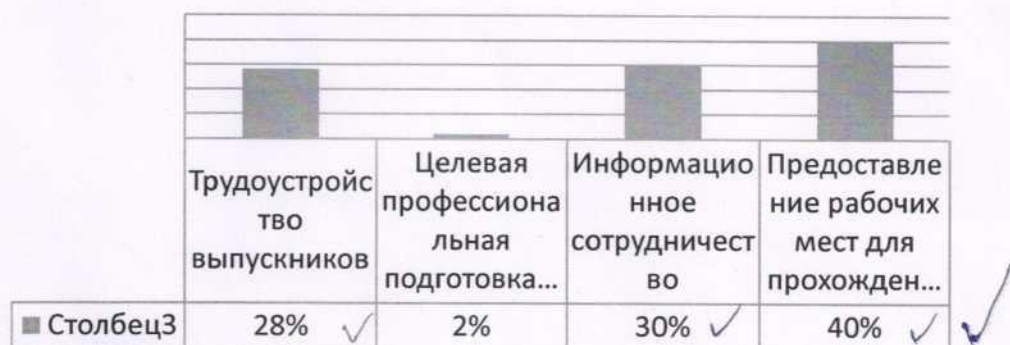 Трудоустройс
тво
выпускников
Целевая
профессиона
льная
подготовка...
Информацио
нное
сотрудничест
во
Предоставле
ние рабочих
мест для
прохожден...
Столбец3 28% 2% 30% 40%